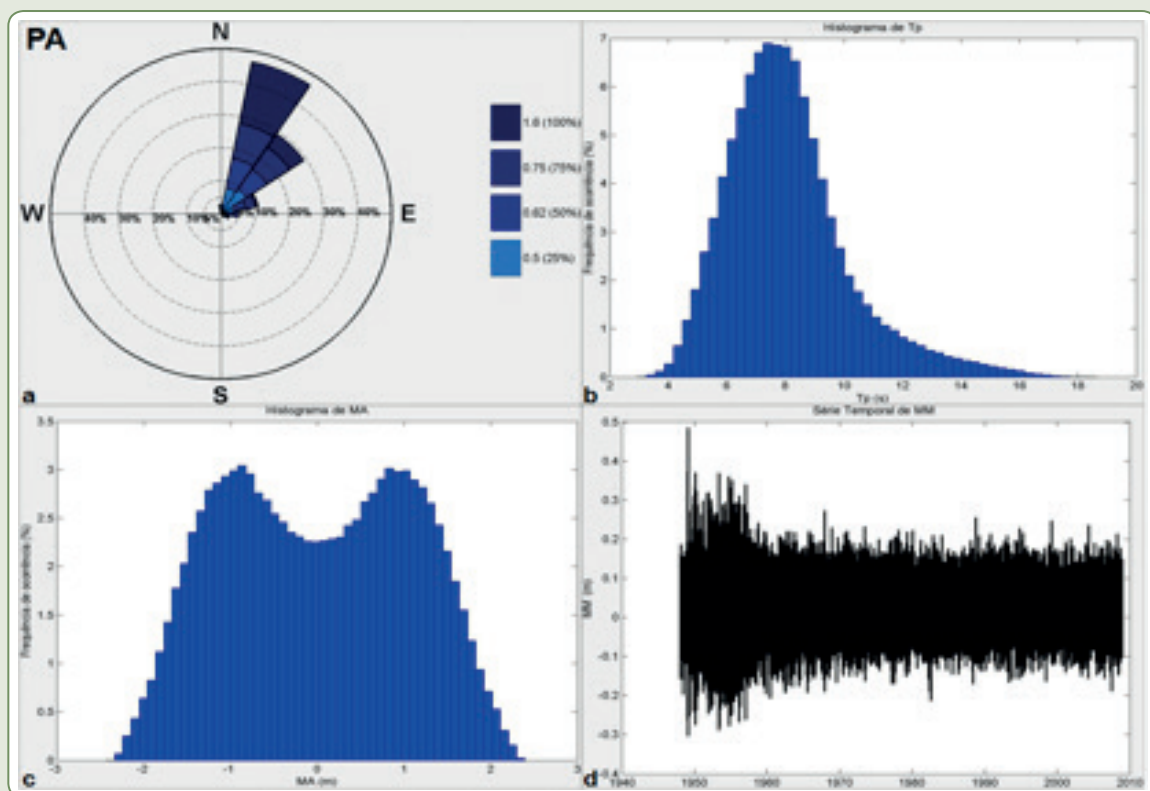 PA
N
W
E
S
40% 30% 20% 10%
10% 20% 30% 40%
1.6 (100%)
0.75 (75%)
0.62 (50%)
0.5 (25%)
a
Histograma de Tp
Frequência de ocorrência (%)
7
6
5
4
3
2
1
0
2 4 6 8 10 12 14 16 18 20
Tp (s)
b
Histograma de MA
Frequência de ocorrência (%)
3.5
3
2.5
2
1.5
1
0.5
0
-3 -2 -1 0 1 2 3
MA (m)
c
Série Temporal de MM
MM (m)
0.5
0.4
0.3
0.2
0.1
0
-0.1
-0.2
-0.3
1940 1950 1960 1970 1980 1990 2000 2010
d